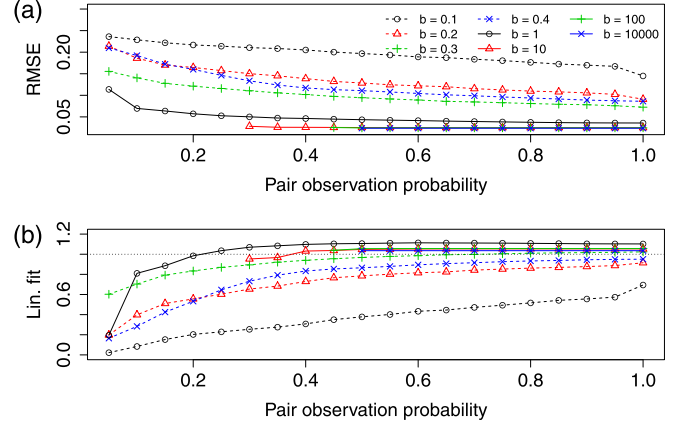 (a)
RMSE
0.20
0.05
b = 0.1
b = 0.2
b = 0.3
b = 0.4
b = 1
b = 10
b = 100
b = 10000
0.2
0.4
0.6
0.8
1.0
Pair observation probability
(b)
Lin. fit
1.2
0.6
0.0
0.2
0.4
0.6
0.8
1.0
Pair observation probability